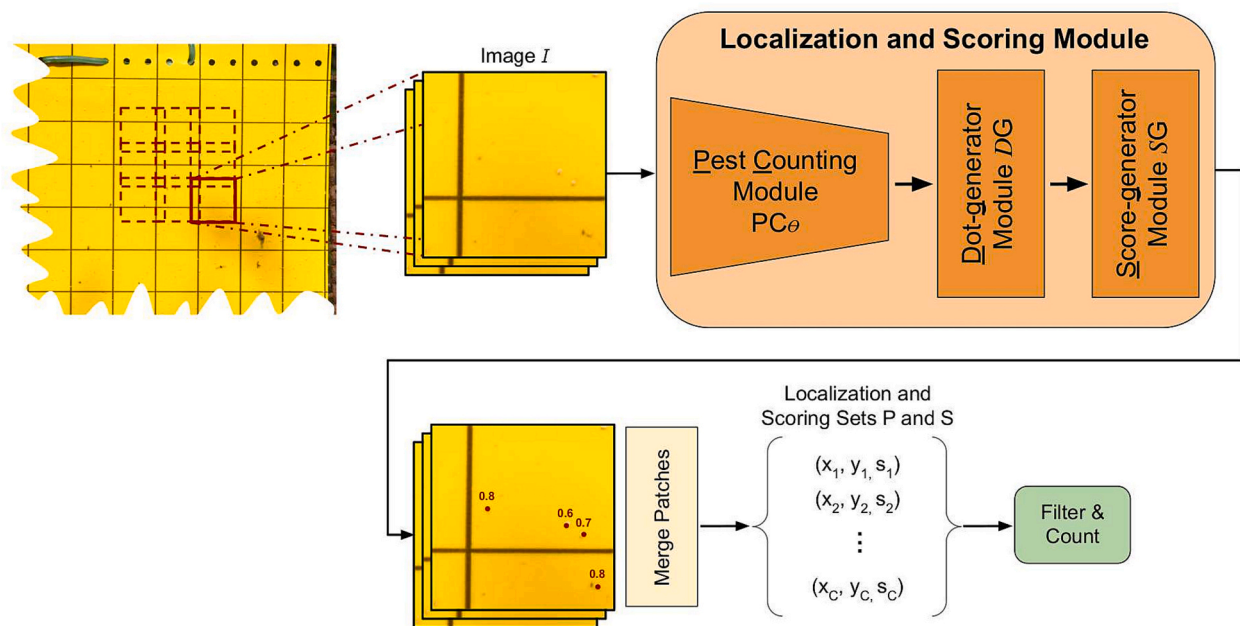 Image I
Localization and Scoring Module
Pest Counting
Module
PCθ
Dot-generator
Module DG
Score-generator
Module SG
0.8
0.6
0.7
0.8
Merge Patches
Localization and
Scoring Sets P and S
(x1, y1, s1)
(x2, y2, s2)
⋮
(xC, yC, sC)
Filter &
Count